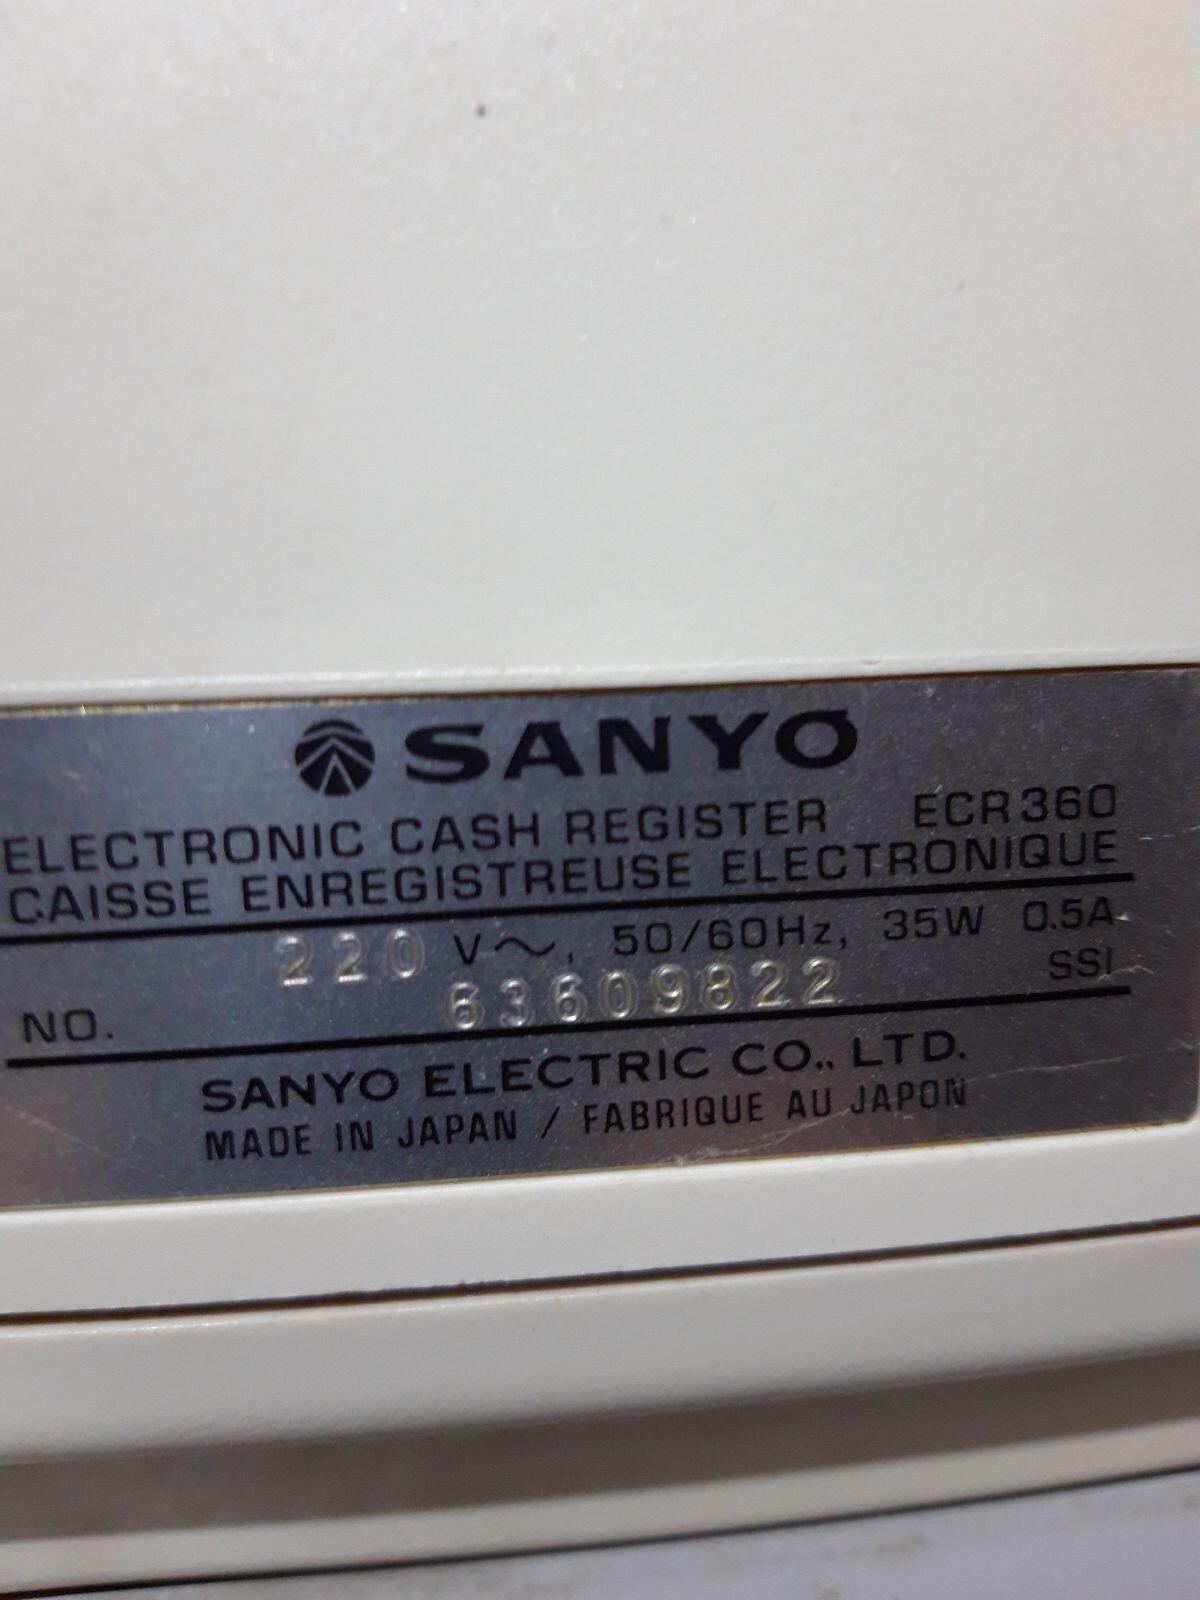 SANYO
ELECTRONIC CASH REGISTER ECR360
CAISSE ENREGISTREUSE ELECTRONIQUE
220 V~, 50/60Hz, 35W 0.5A
NO. 63609822 SSI
SANYO ELECTRIC CO., LTD.
MADE IN JAPAN / FABRIQUE AU JAPON